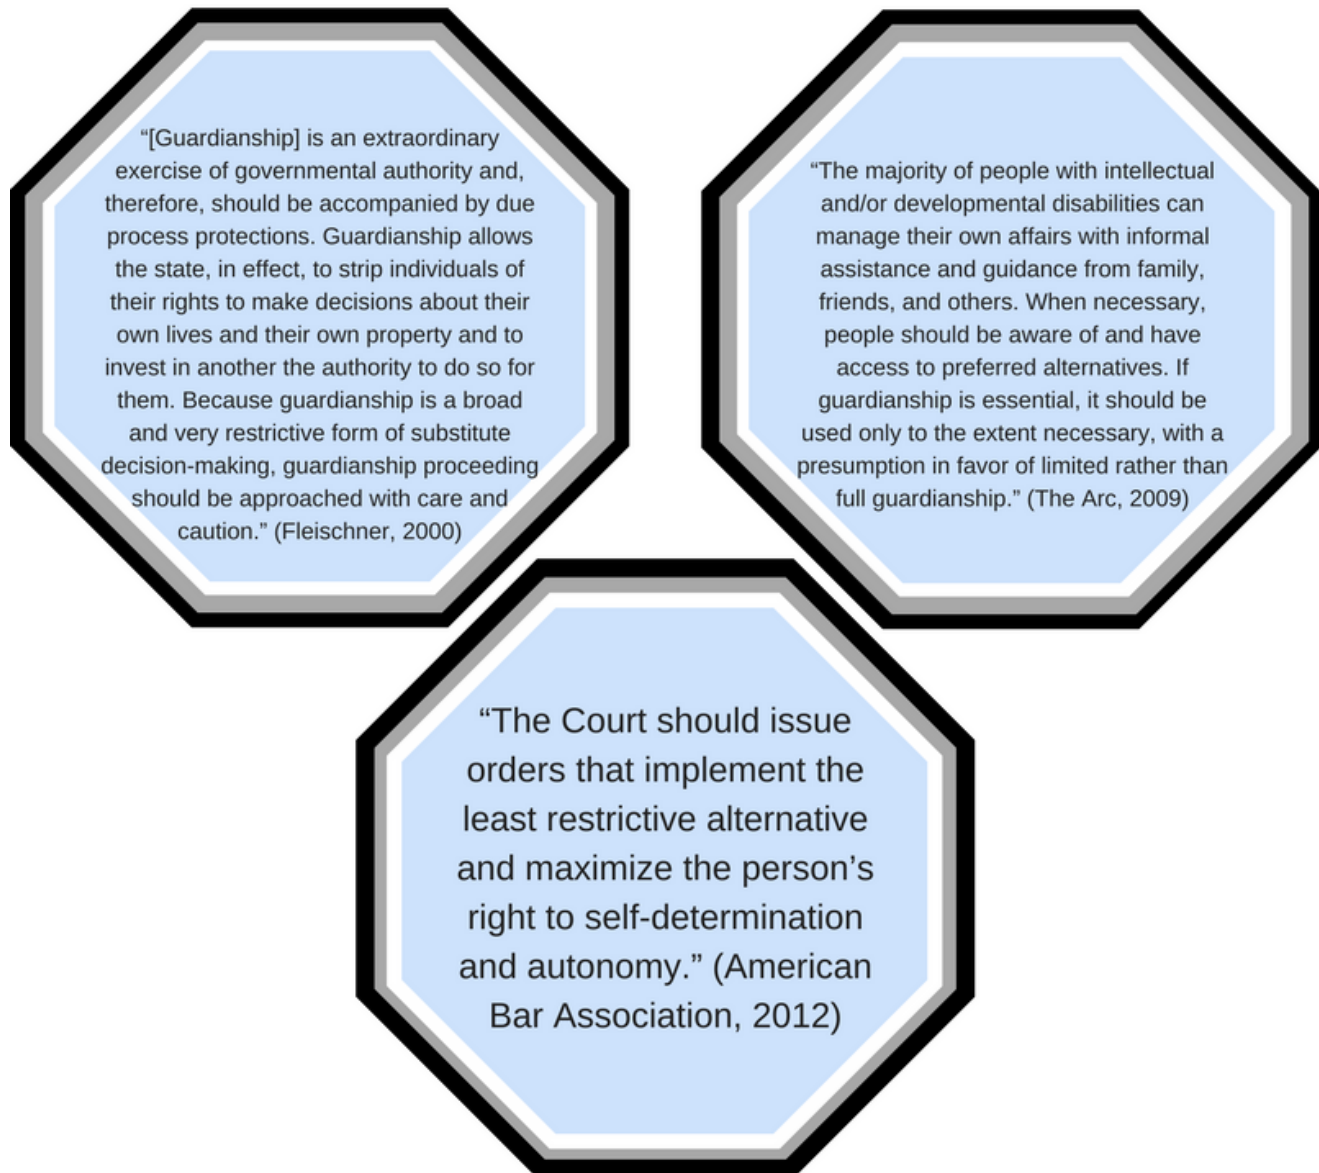 “[Guardianship] is an extraordinary
exercise of governmental authority and,
therefore, should be accompanied by due
process protections. Guardianship allows
the state, in effect, to strip individuals of
their rights to make decisions about their
own lives and their own property and to
invest in another the authority to do so for
them. Because guardianship is a broad
and very restrictive form of substitute
decision-making, guardianship proceeding
should be approached with care and
caution.” (Fleischner, 2000)
“The majority of people with intellectual
and/or developmental disabilities can
manage their own affairs with informal
assistance and guidance from family,
friends, and others. When necessary,
people should be aware of and have
access to preferred alternatives. If
guardianship is essential, it should be
used only to the extent necessary, with a
presumption in favor of limited rather than
full guardianship.” (The Arc, 2009)
“The Court should issue
orders that implement the
least restrictive alternative
and maximize the person’s
right to self-determination
and autonomy.” (American
Bar Association, 2012)